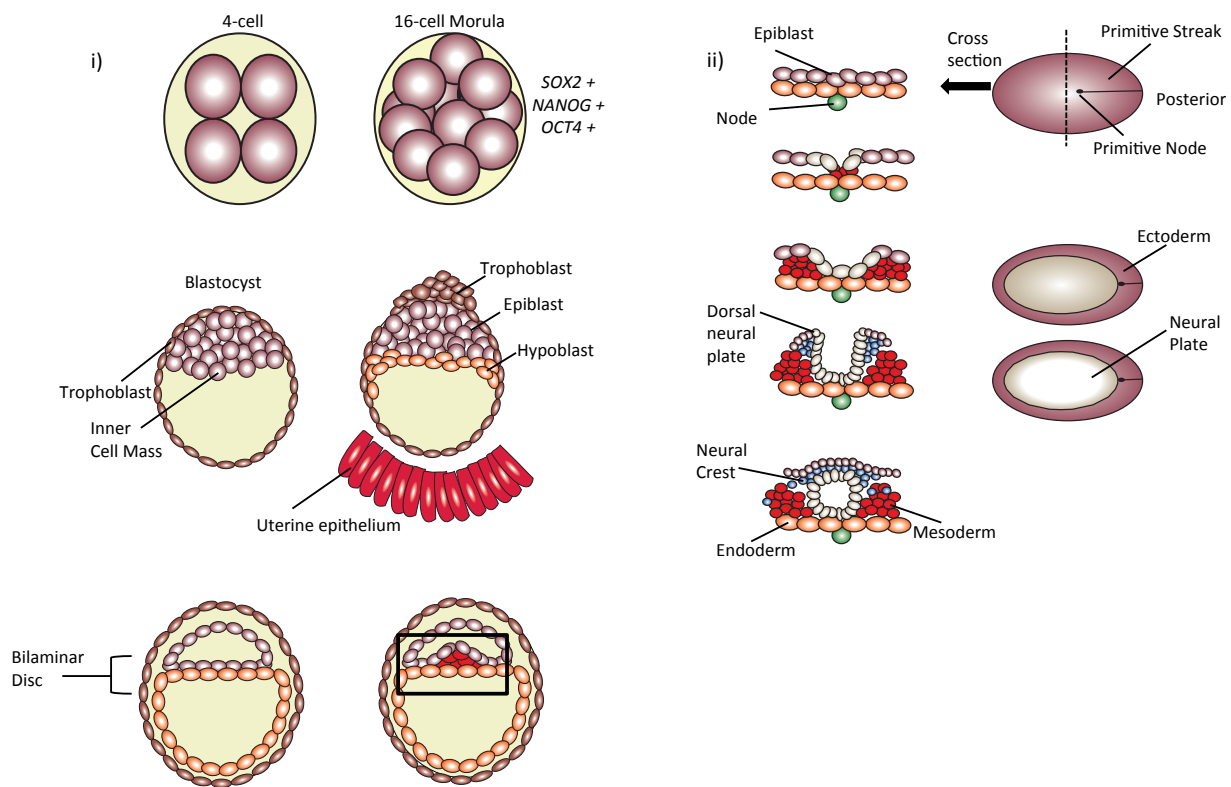 i)
4-cell
16-cell Morula
SOX2 +
NANOG +
OCT4 +
Blastocyst
Trophoblast
Inner
Cell Mass
Trophoblast
Epiblast
Hypoblast
Uterine epithelium
Bilaminar
Disc
ii)
Epiblast
Node
Cross
section
Primitive Streak
Posterior
Primitive Node
Ectoderm
Dorsal
neural
plate
Neural
Plate
Neural
Crest
Endoderm
Mesoderm